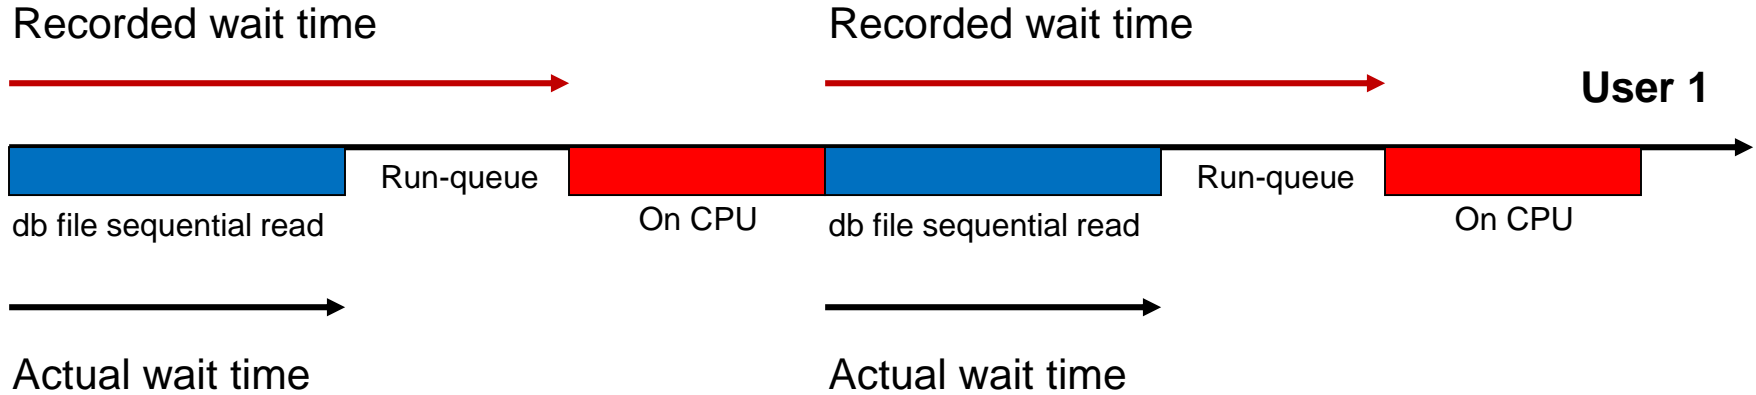 Recorded wait time
Recorded wait time
User 1
Run-queue
Run-queue
db file sequential read
On CPU
db file sequential read
On CPU
Actual wait time
Actual wait time